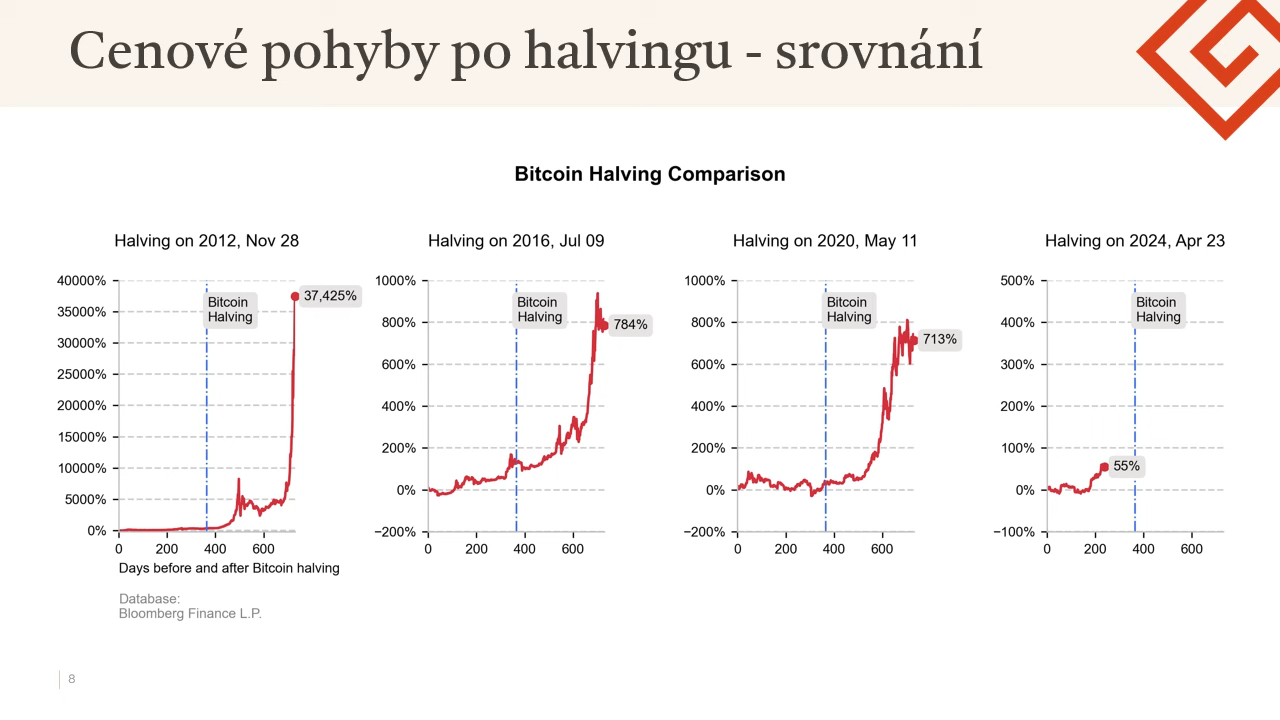 Cenové pohyby po halvingu - srovnání
Bitcoin Halving Comparison
Halving on 2012, Nov 28
40000%
35000%
30000%
25000%
20000%
15000%
10000%
5000%
0%
Bitcoin
Halving
37,425%
0 200 400 600
Days before and after Bitcoin halving
Halving on 2016, Jul 09
1000%
800%
600%
400%
200%
0%
−200%
Bitcoin
Halving
784%
0 200 400 600
Halving on 2020, May 11
1000%
800%
600%
400%
200%
0%
−200%
Bitcoin
Halving
713%
0 200 400 600
Halving on 2024, Apr 23
500%
400%
300%
200%
100%
0%
−100%
Bitcoin
Halving
55%
0 200 400 600
Database:
Bloomberg Finance L.P.
8